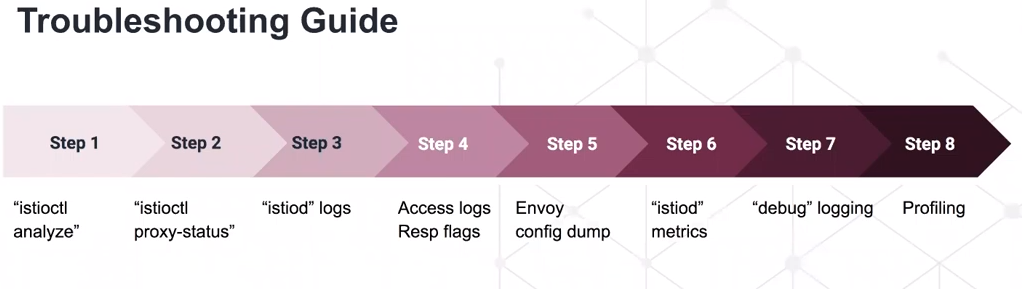 Troubleshooting Guide
Step 1
Step 2
Step 3
Step 4
Step 5
Step 6
Step 7
Step 8
“istioctl
analyze”
“istioctl
proxy-status”
“istiod” logs
Access logs
Resp flags
Envoy
config dump
“istiod”
metrics
“debug” logging
Profiling